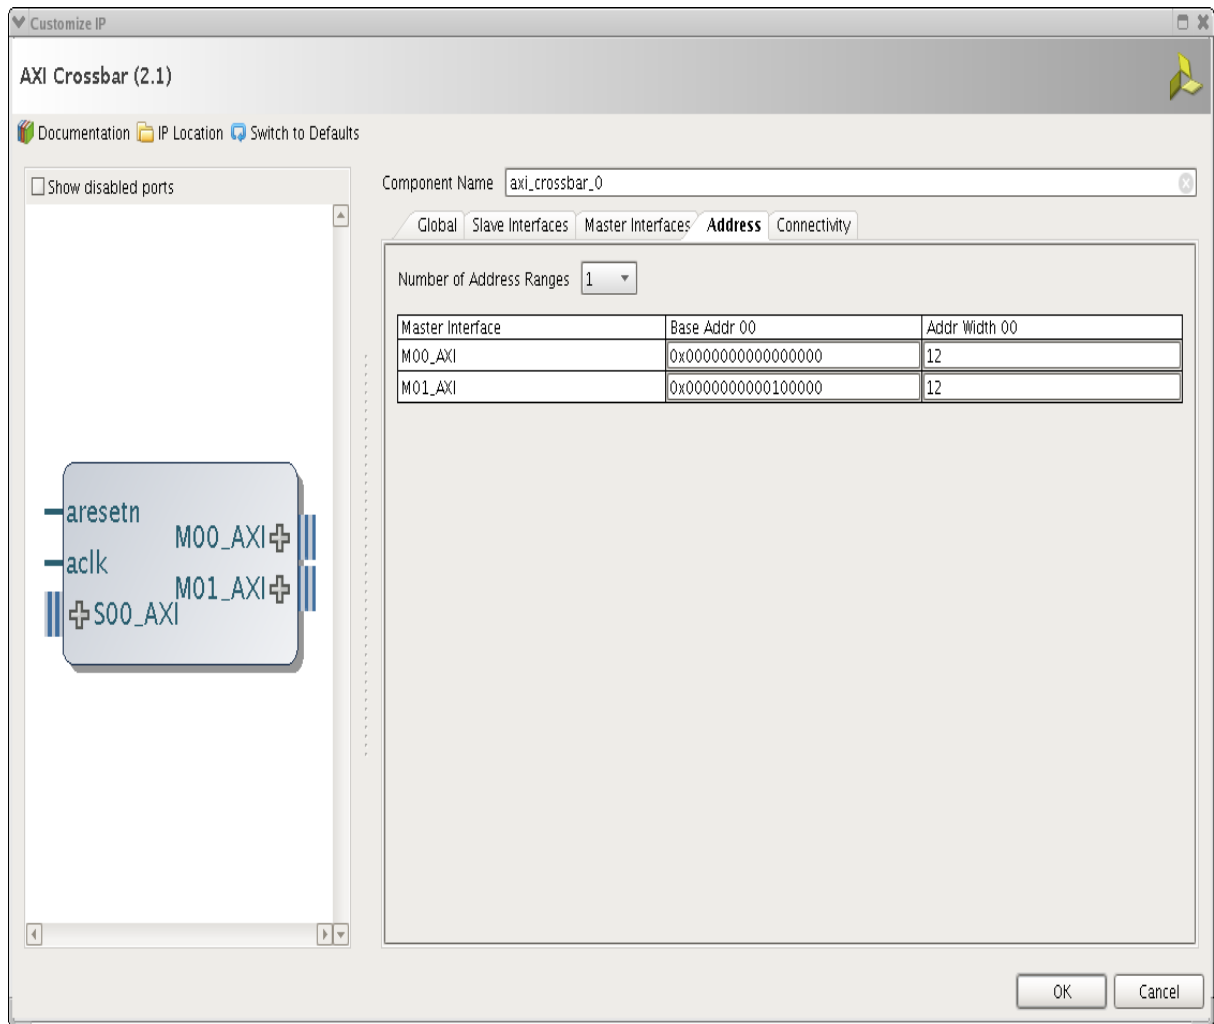 Customize IP
AXI Crossbar (2.1)
Documentation IP Location Switch to Defaults
Show disabled ports
Component Name axi_crossbar_0
Global Slave Interfaces Master Interfaces Address Connectivity
Number of Address Ranges 1
Master Interface Base Addr 00 Addr Width 00
M00_AXI 0x0000000000000000 12
M01_AXI 0x0000000000100000 12
aresetn
M00_AXI
aclk
M01_AXI
S00_AXI
OK Cancel